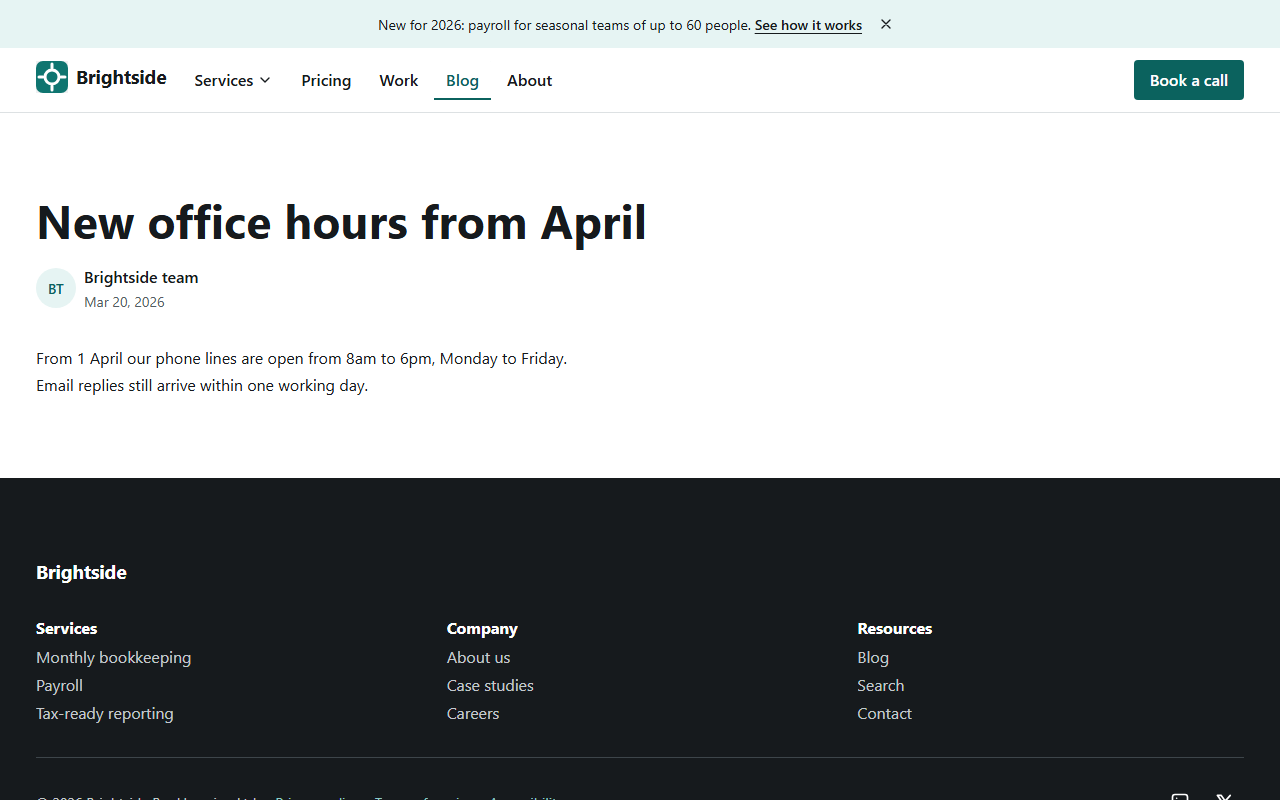 New for 2026: payroll for seasonal teams of up to 60 people. See how it works
Brightside
Services
Pricing
Work
Blog
About
Book a call
New office hours from April
BT
Brightside team
Mar 20, 2026
From 1 April our phone lines are open from 8am to 6pm, Monday to Friday.
Email replies still arrive within one working day.
Brightside
Services
Monthly bookkeeping
Payroll
Tax-ready reporting
Company
About us
Case studies
Careers
Resources
Blog
Search
Contact